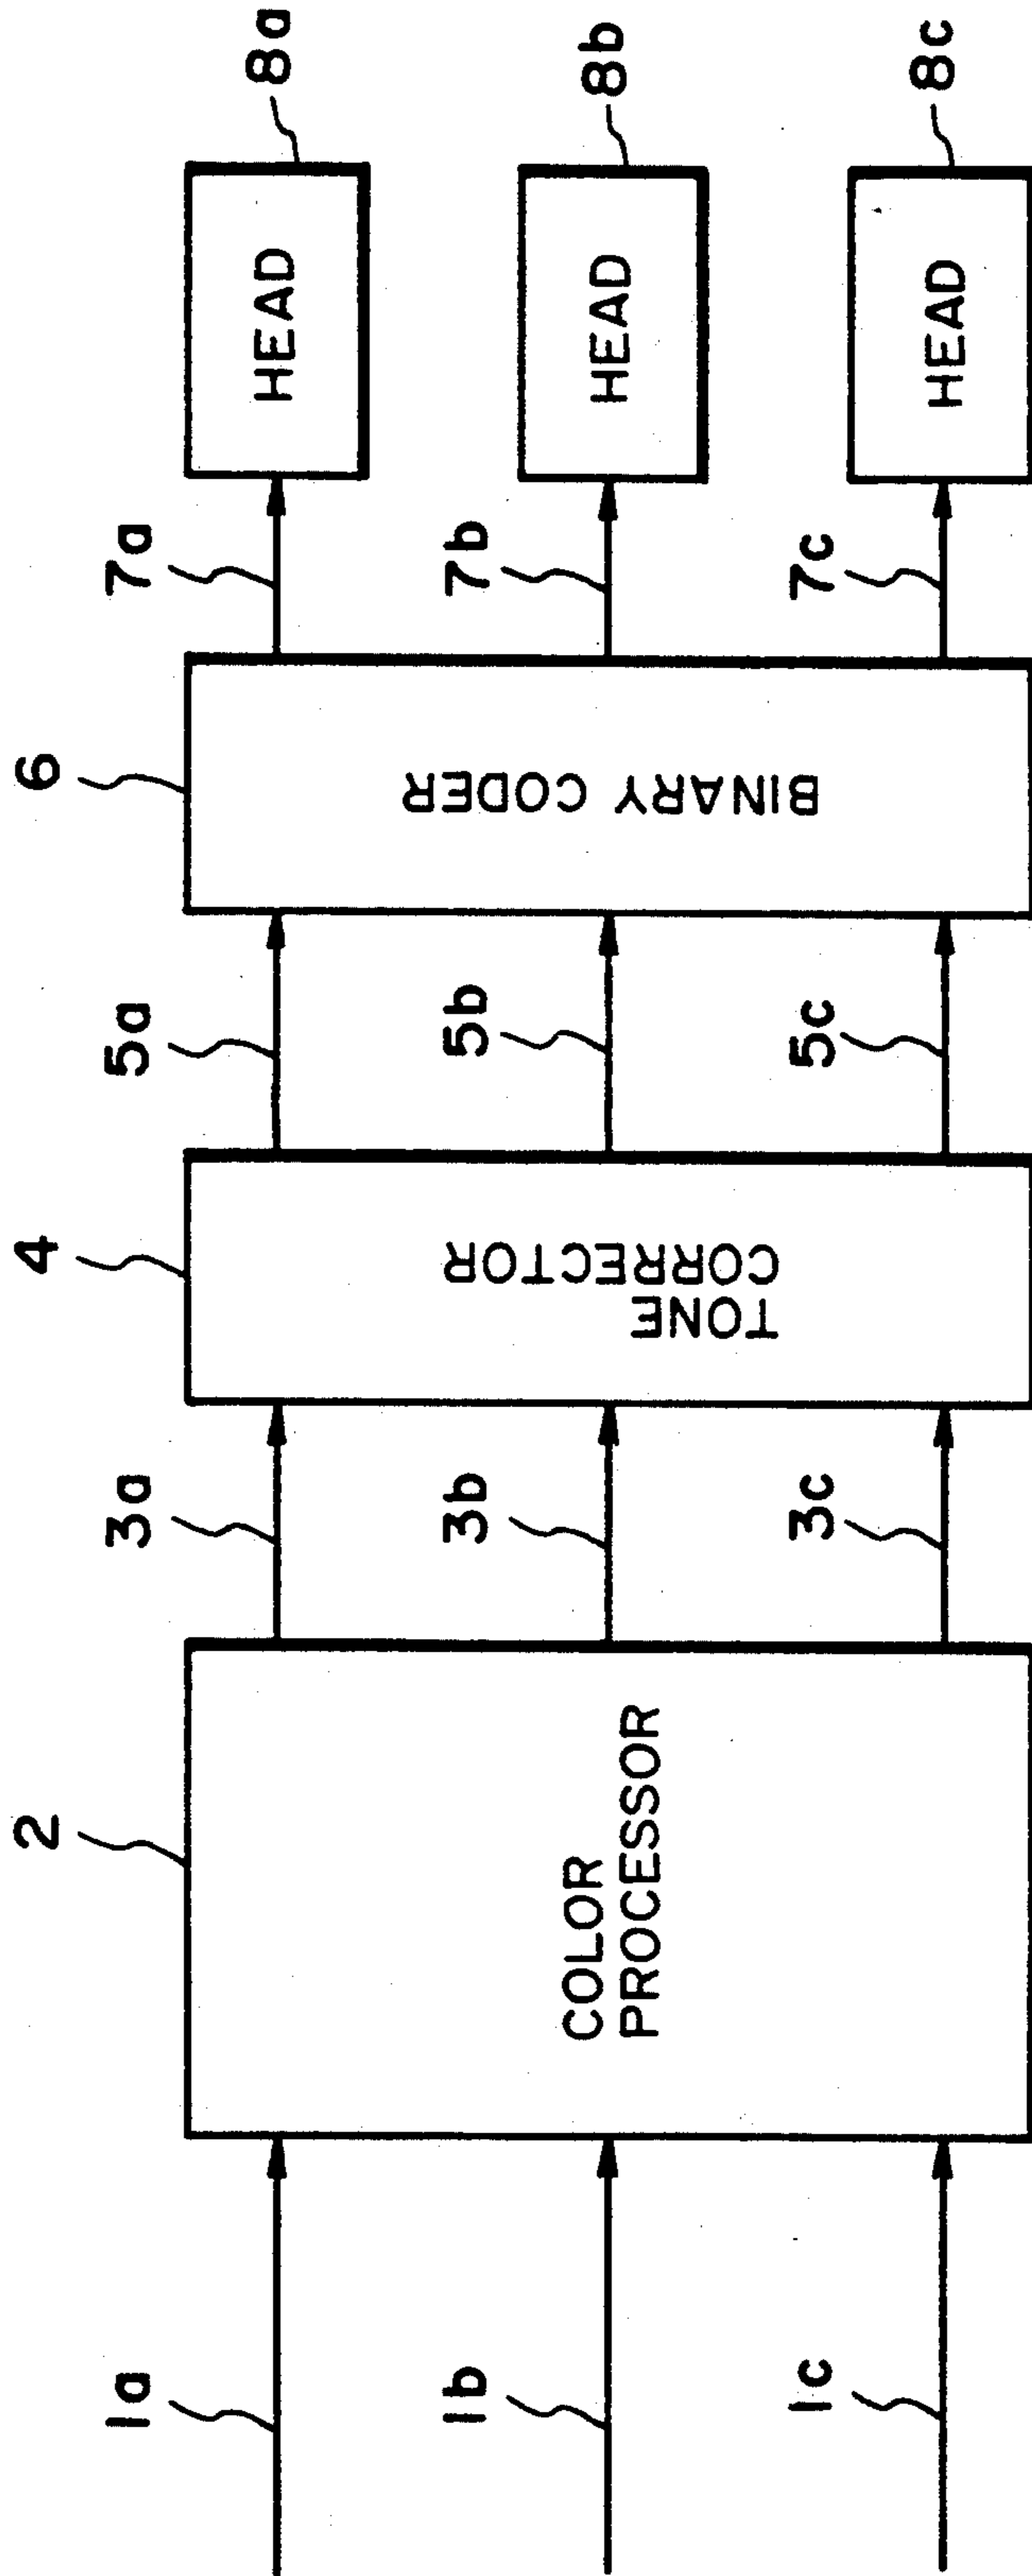 1a
1b
1c
2
COLOR
PROCESSOR
3a
3b
3c
4
TONE
CORRECTOR
5a
5b
5c
6
BINARY CODER
7a
7b
7c
HEAD
8a
HEAD
8b
HEAD
8c